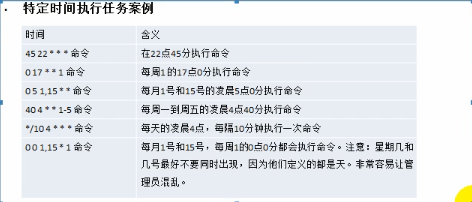 · 特定时间执行任务案例
时间 含义
45 22 * * * 命令 在22点45分执行命令
0 17 * * 1 命令 每周1的17点0分执行命令
0 5 1,15 * * 命令 每月1号和15号的凌晨5点0分执行命令
40 4 * * 1-5 命令 每周一到周五的凌晨4点40分执行命令
*/10 4 * * * 命令 每天的凌晨4点，每隔10分钟执行一次命令
0 0 1,15 * 1 命令 每月1号和15号，每周1的0点0分都会执行命令。注意：星期几和
几号最好不要同时出现，因为他们定义的都是天。非常容易让管
理员混乱。